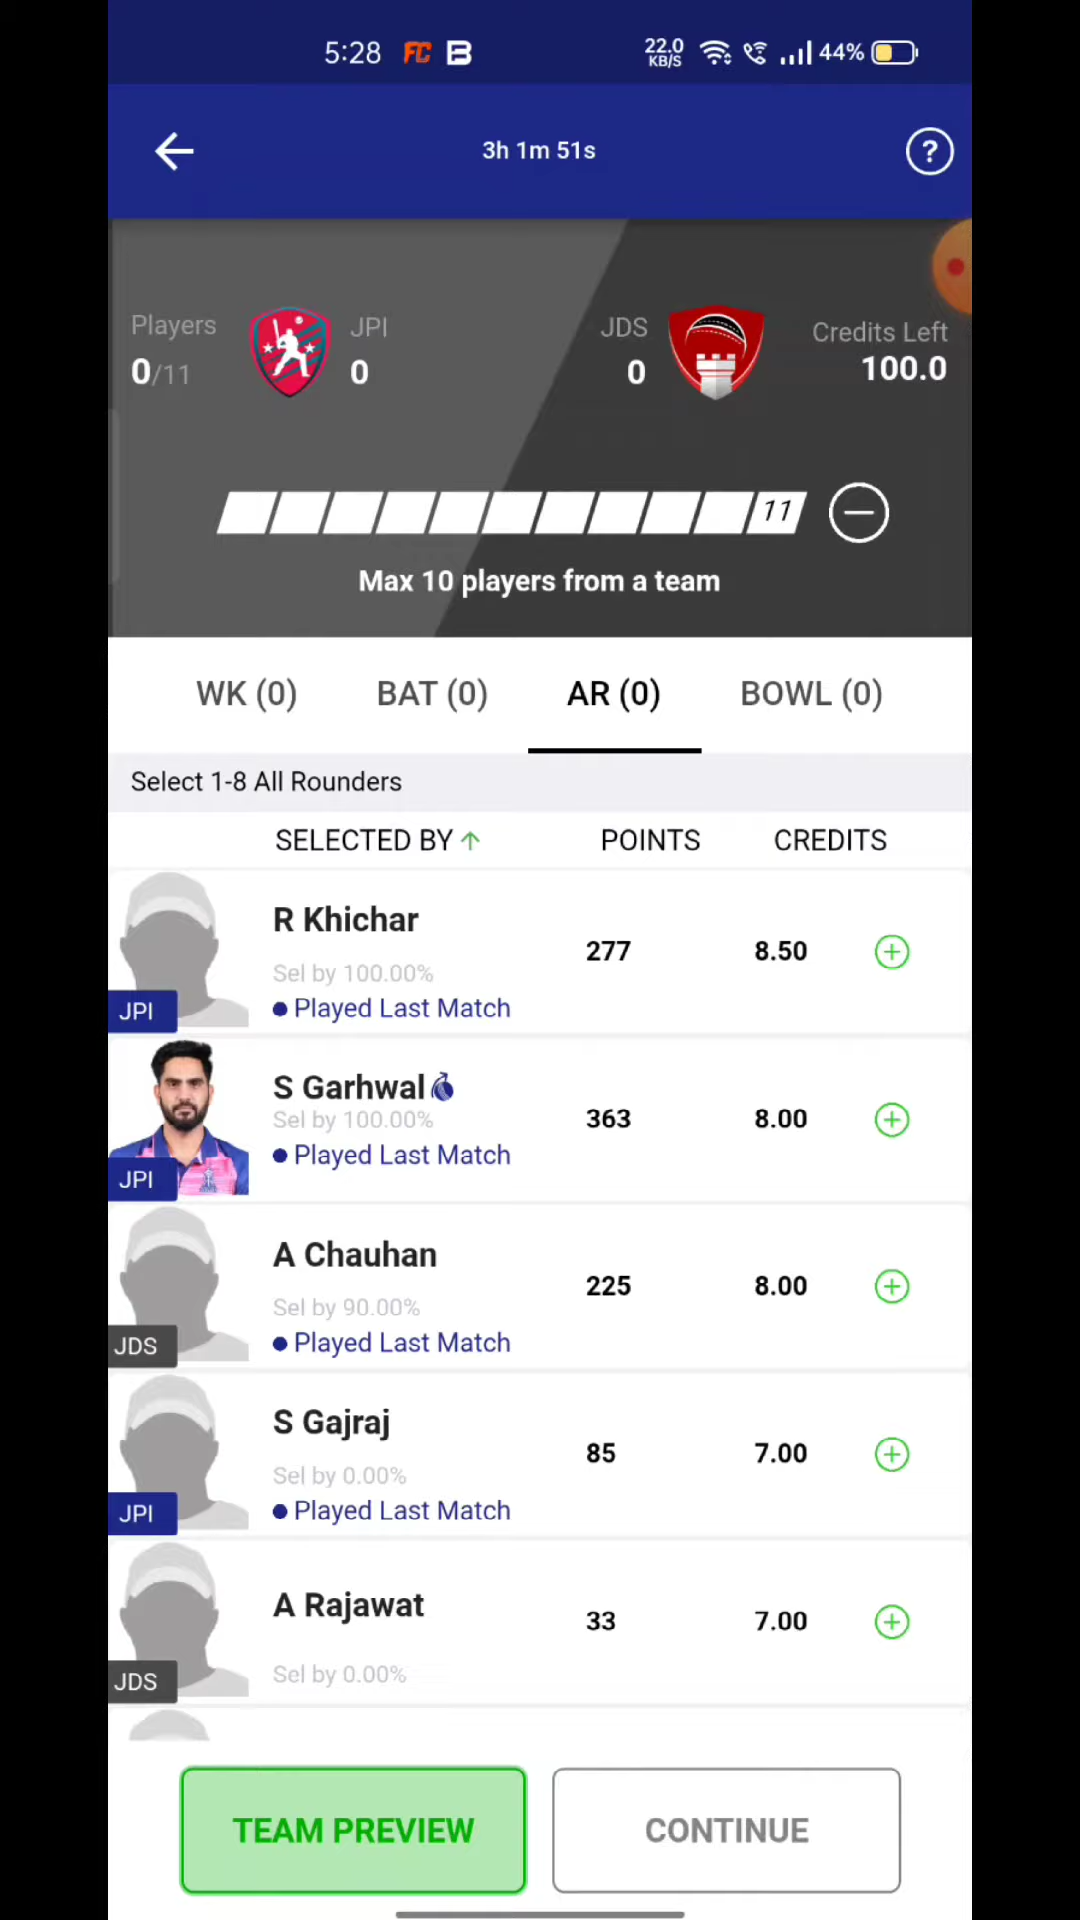 5:28 FC B 22.0 KB/S 44%
3h 1m 51s ?
Players JPI JDS Credits Left
0/11 0 0 100.0
11
Max 10 players from a team
WK (0) BAT (0) AR (0) BOWL (0)
Select 1-8 All Rounders
SELECTED BY POINTS CREDITS
R Khichar
277 8.50
Sel by 100.00%
JPI Played Last Match
S Garhwal
Sel by 100.00% 363 8.00
Played Last Match
JPI
A Chauhan
225 8.00
Sel by 90.00%
JDS Played Last Match
S Gajraj
85 7.00
Sel by 0.00%
JPI Played Last Match
A Rajawat
33 7.00
Sel by 0.00%
JDS
TEAM PREVIEW CONTINUE